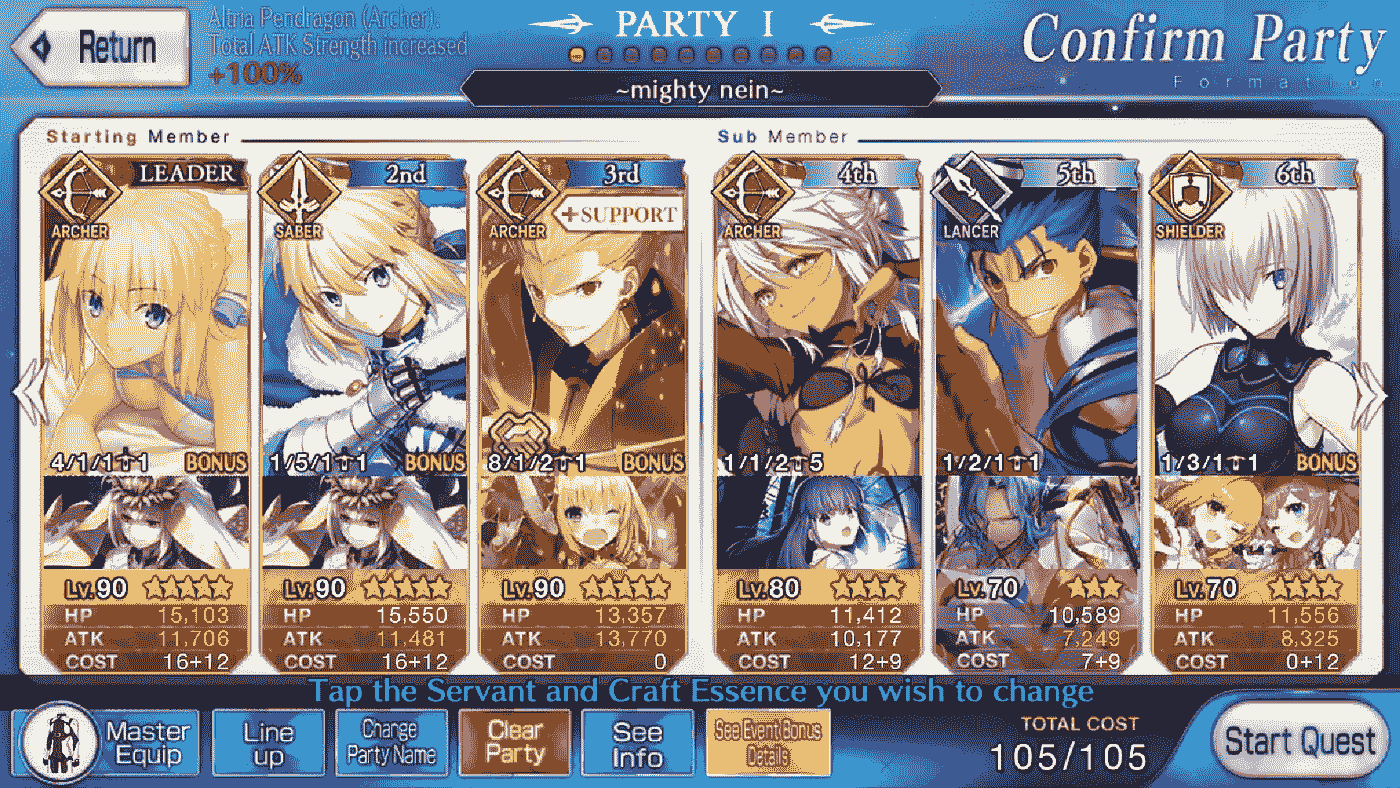 Return
Altria Pendragon (Archer):
Total ATK Strength increased
+100%
PARTY I
~mighty nein~
Confirm Party
Formation
Starting Member
Sub Member
LEADER
ARCHER
4/1/1 1
BONUS
Lv.90
HP 15,103
ATK 11,706
COST 16+12
2nd
SABER
1/5/1 1
BONUS
Lv.90
HP 15,550
ATK 11,481
COST 16+12
3rd
+SUPPORT
ARCHER
8/1/2 1
BONUS
Lv.90
HP 13,357
ATK 13,770
COST 0
4th
ARCHER
1/1/2 5
Lv.80
HP 11,412
ATK 10,177
COST 12+9
5th
LANCER
1/2/1 1
Lv.70
HP 10,589
ATK 7,249
COST 7+9
6th
SHIELDER
1/3/1 1
BONUS
Lv.70
HP 11,556
ATK 8,325
COST 0+12
Tap the Servant and Craft Essence you wish to change
Master
Equip
Line
up
Change
Party Name
Clear
Party
See
Info
See Event Bonus
Details
TOTAL COST
105/105
Start Quest